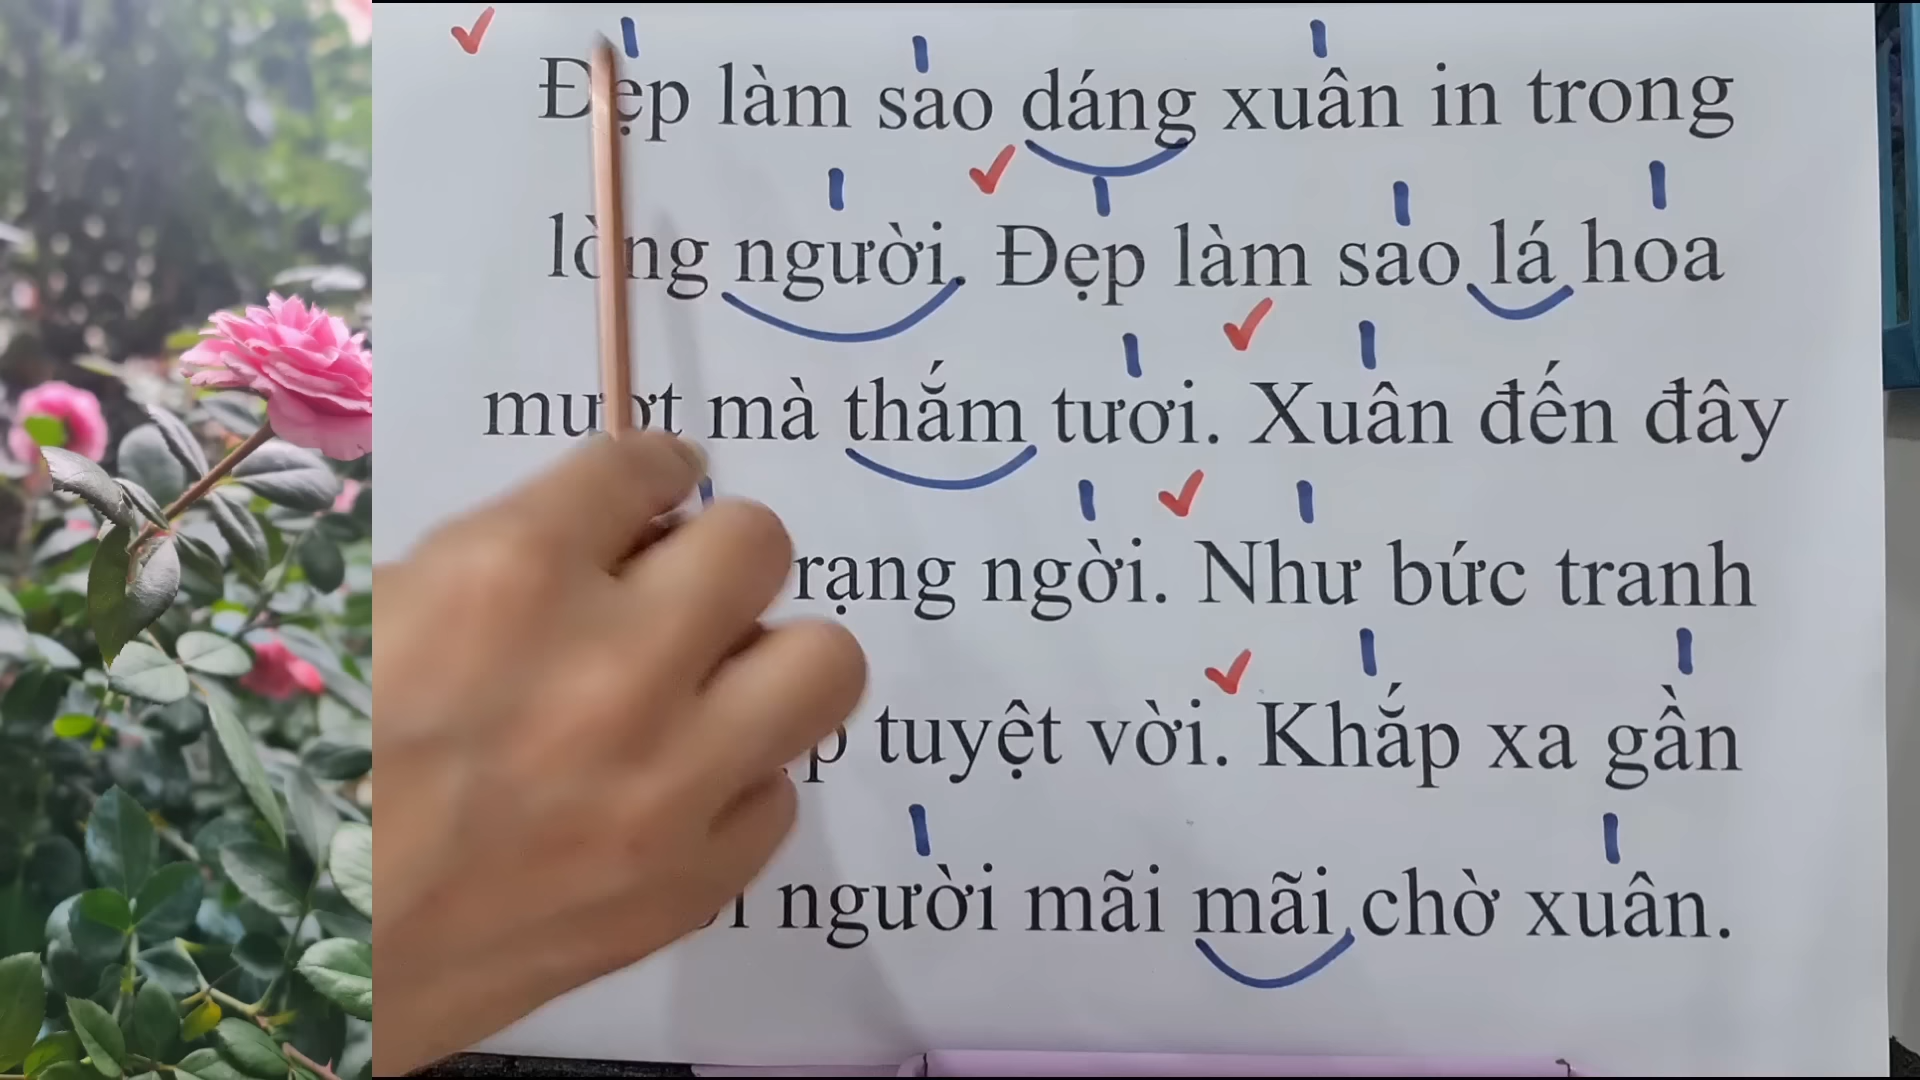 Đẹp làm sao dáng xuân in trong
lòng người. Đẹp làm sao lá hoa
mượt mà thắm tươi. Xuân đến đây
rạng ngời. Như bức tranh
tuyệt vời. Khắp xa gần
người mãi mãi chờ xuân.